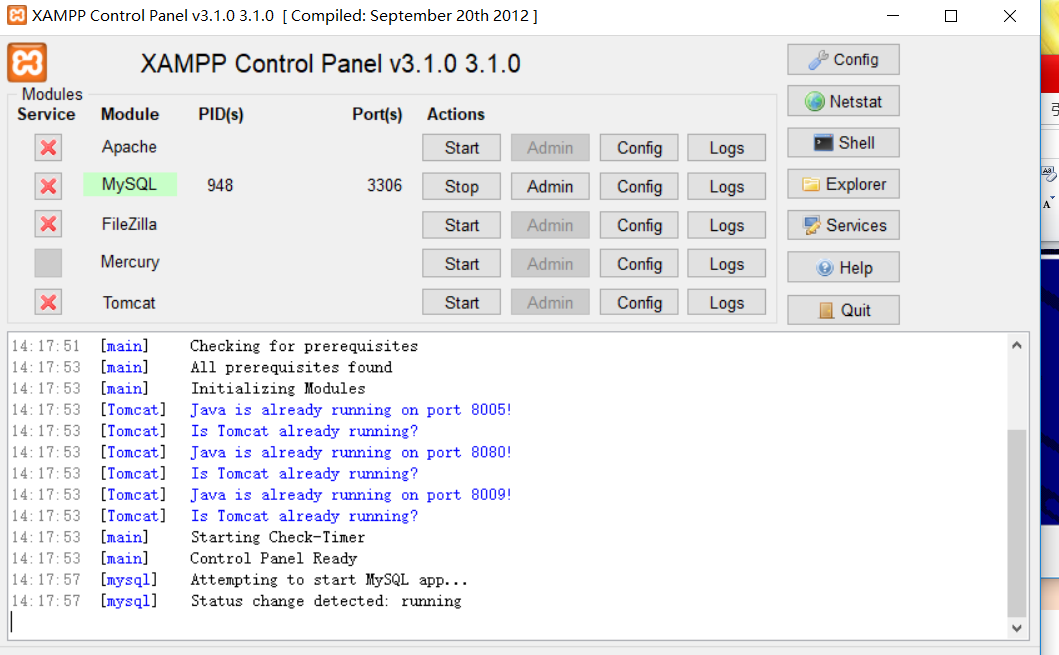 XAMPP Control Panel v3.1.0 3.1.0 [ Compiled: September 20th 2012 ]
XAMPP Control Panel v3.1.0 3.1.0
Config
Modules
Service Module PID(s) Port(s) Actions
Netstat
Apache Start Admin Config Logs
Shell
MySQL 948 3306 Stop Admin Config Logs
Explorer
FileZilla Start Admin Config Logs
Services
Mercury Start Admin Config Logs
Help
Tomcat Start Admin Config Logs
Quit
14:17:51 [main] Checking for prerequisites
14:17:53 [main] All prerequisites found
14:17:53 [main] Initializing Modules
14:17:53 [Tomcat] Java is already running on port 8005!
14:17:53 [Tomcat] Is Tomcat already running?
14:17:53 [Tomcat] Java is already running on port 8080!
14:17:53 [Tomcat] Is Tomcat already running?
14:17:53 [Tomcat] Java is already running on port 8009!
14:17:53 [Tomcat] Is Tomcat already running?
14:17:53 [main] Starting Check-Timer
14:17:53 [main] Control Panel Ready
14:17:57 [mysql] Attempting to start MySQL app...
14:17:57 [mysql] Status change detected: running